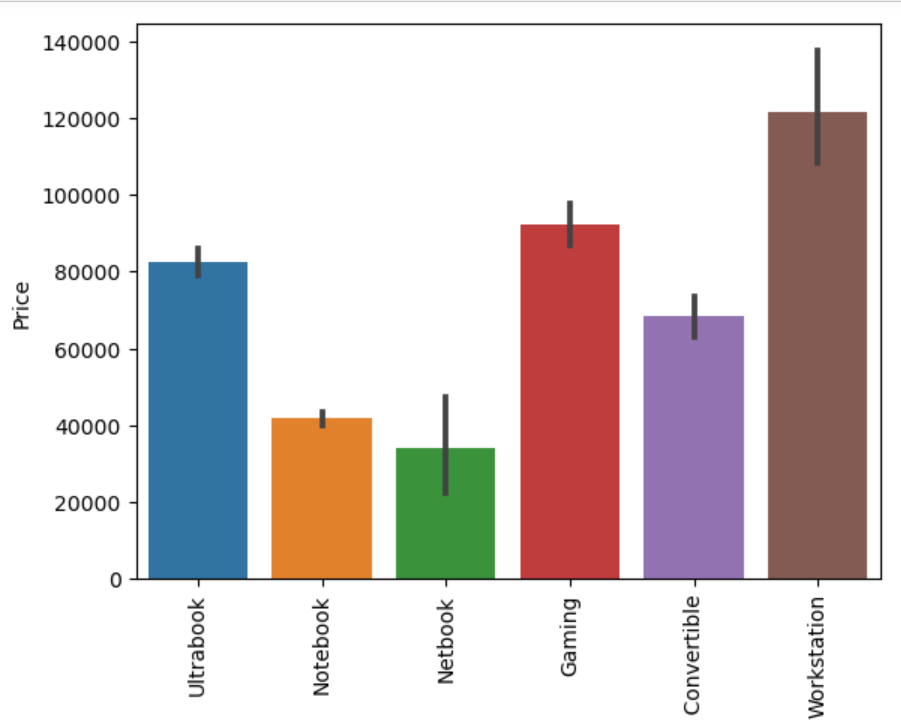 140000
120000
100000
80000
60000
40000
20000
0
Price
Ultrabook
Notebook
Netbook
Gaming
Convertible
Workstation